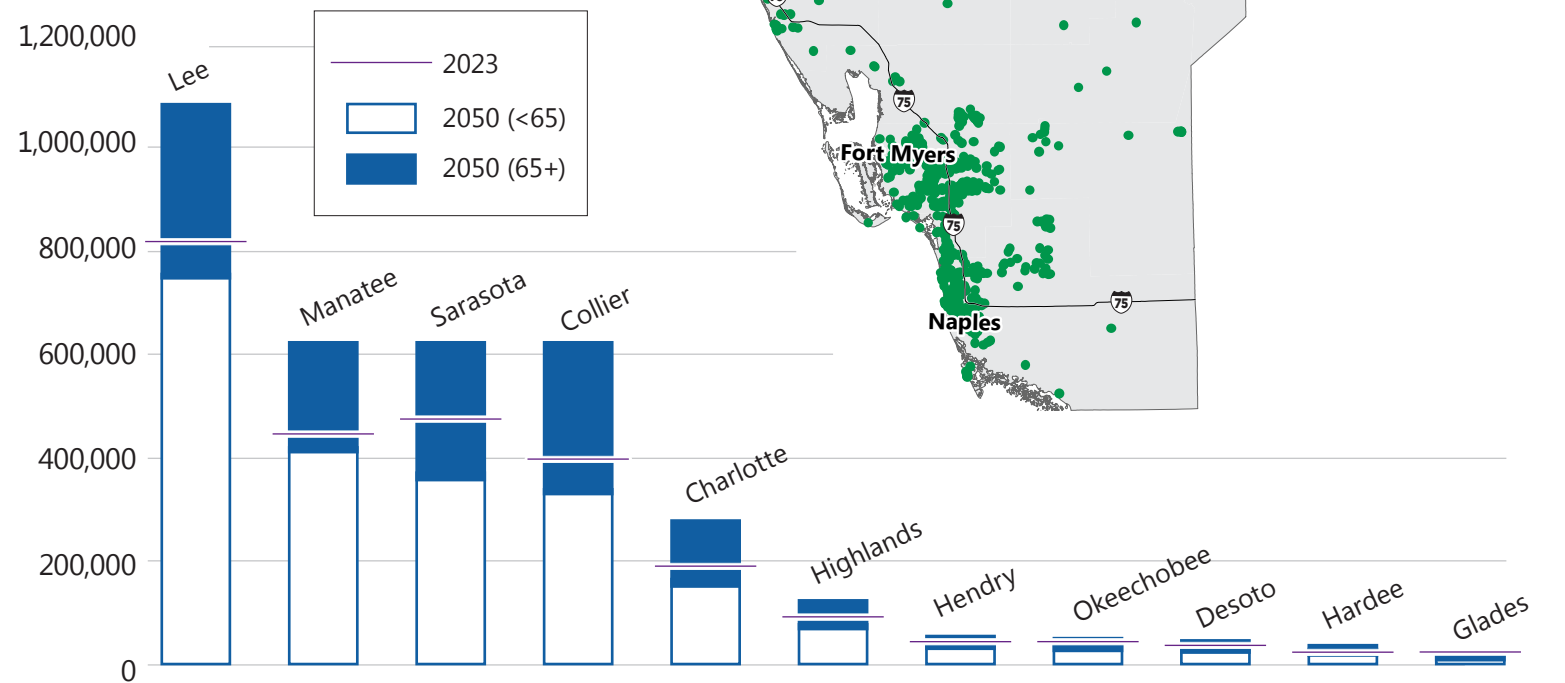 1,200,000
1,000,000
800,000
600,000
400,000
200,000
0
2023
2050 (<65)
2050 (65+)
Lee
Manatee
Sarasota
Collier
Charlotte
Highlands
Hendry
Okeechobee
Desoto
Hardee
Glades
75
Fort Myers
75
75
Naples